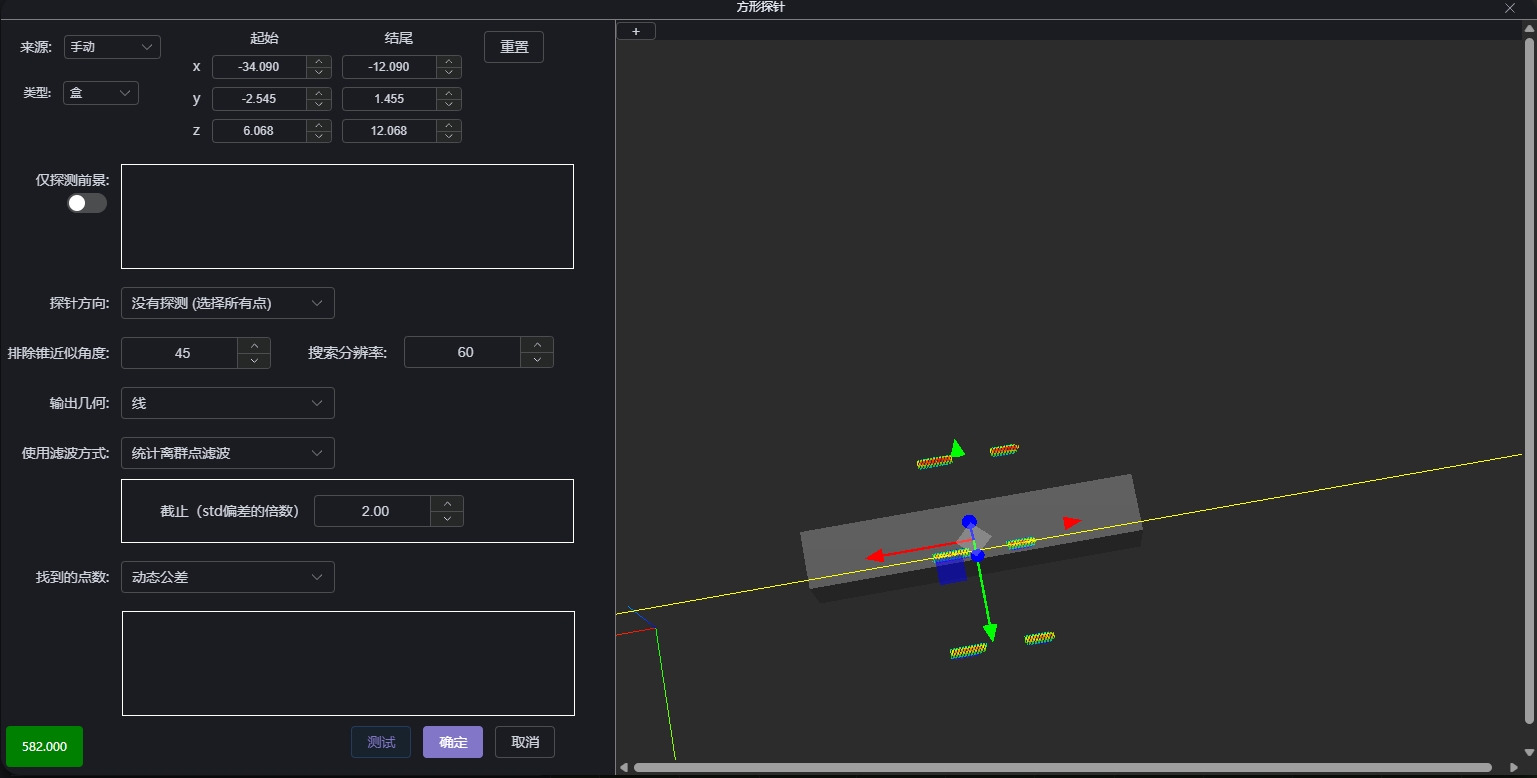 方形探针
+
来源: 手动
起始 结尾
重置
x -34.090 -12.090
类型: 盒
y -2.545 1.455
z 6.068 12.068
仅探测前景:
探针方向: 没有探测 (选择所有点)
排除锥近似角度: 45 搜索分辨率: 60
输出几何: 线
使用滤波方式: 统计离群点滤波
截止（std偏差的倍数） 2.00
找到的点数: 动态公差
582.000
测试 确定 取消